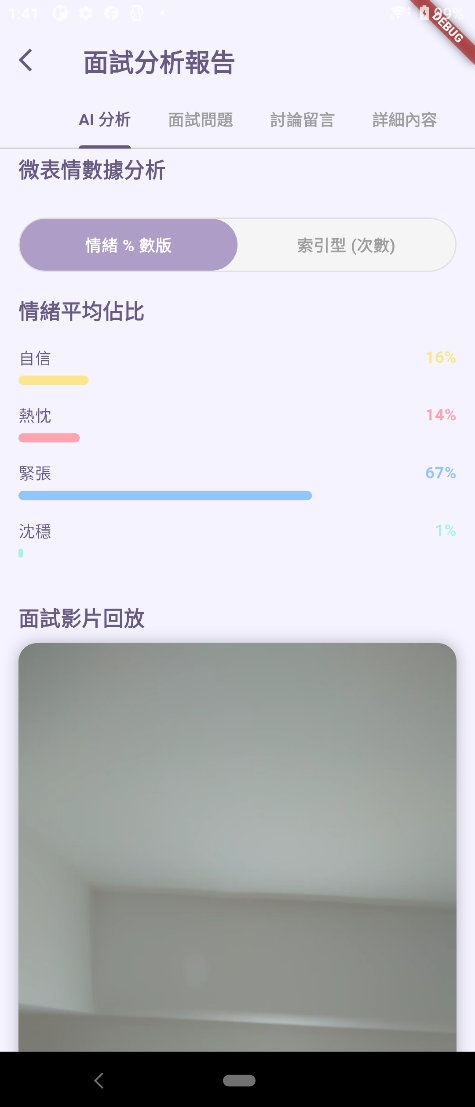 1:41
DEBUG
面試分析報告
AI 分析 面試問題 討論留言 詳細內容
微表情數據分析
情緒 % 數版 索引型 (次數)
情緒平均佔比
自信 16%
熱忱 14%
緊張 67%
沈穩 1%
面試影片回放